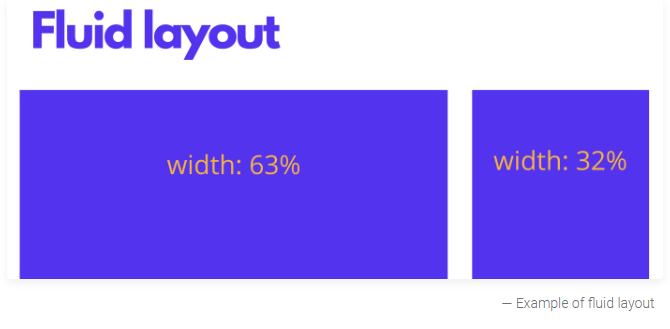 Fluid layout
width: 63%
width: 32%
— Example of fluid layout